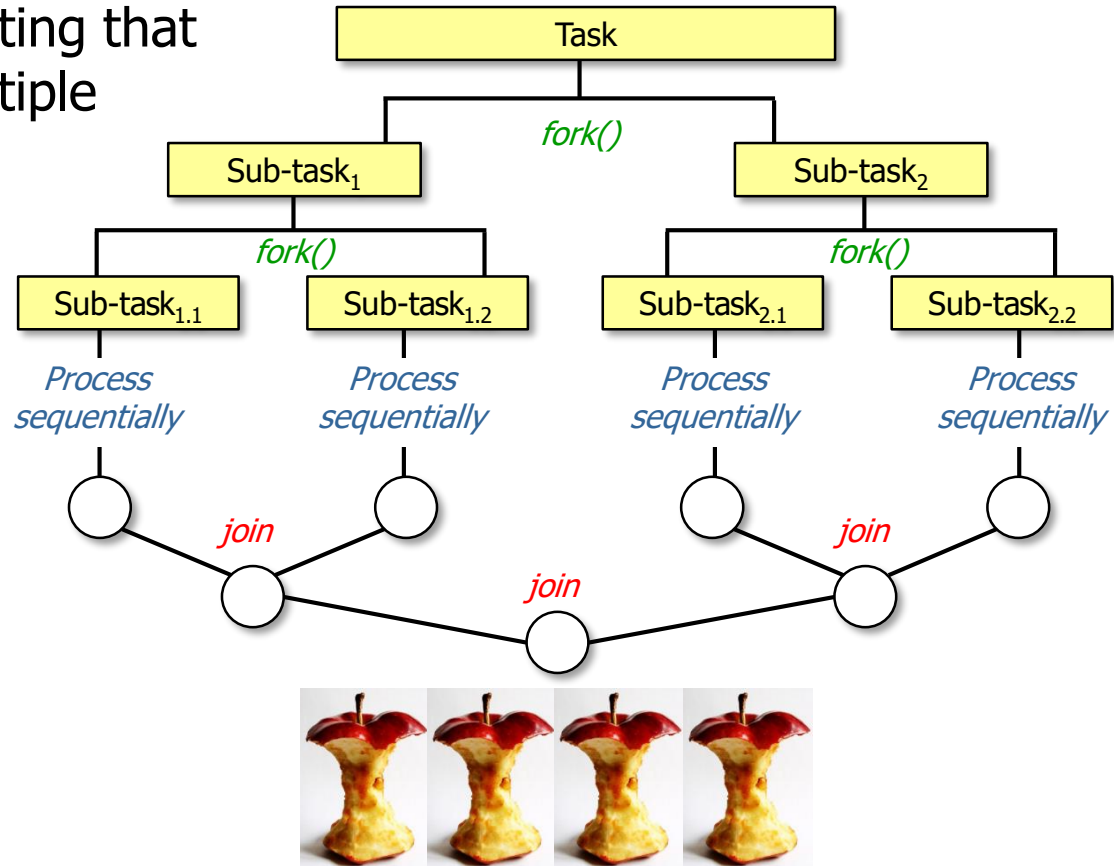 ting that
tiple
Task
fork()
Sub-task1
Sub-task2
fork()
fork()
Sub-task1.1
Sub-task1.2
Sub-task2.1
Sub-task2.2
Process
sequentially
Process
sequentially
Process
sequentially
Process
sequentially
join
join
join